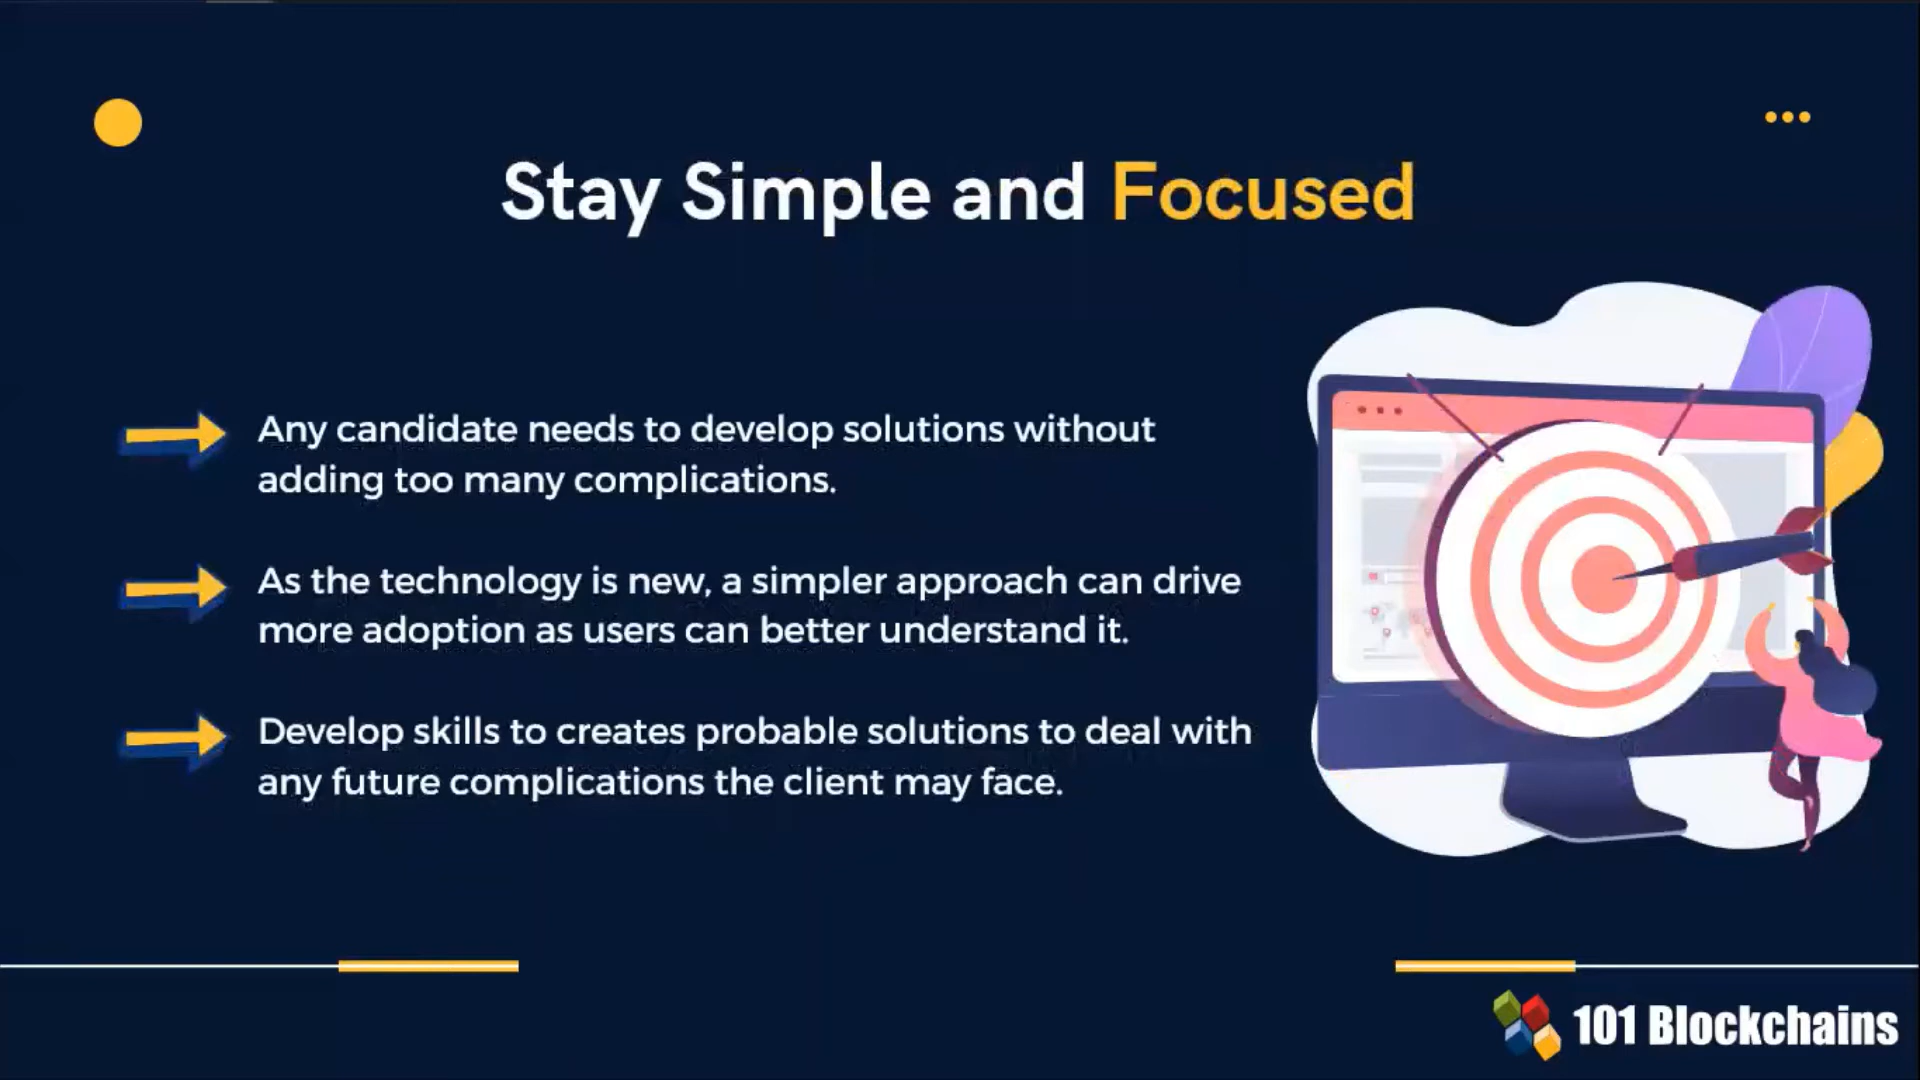 Stay Simple and Focused
Any candidate needs to develop solutions without
adding too many complications.
As the technology is new, a simpler approach can drive
more adoption as users can better understand it.
Develop skills to creates probable solutions to deal with
any future complications the client may face.
101 Blockchains